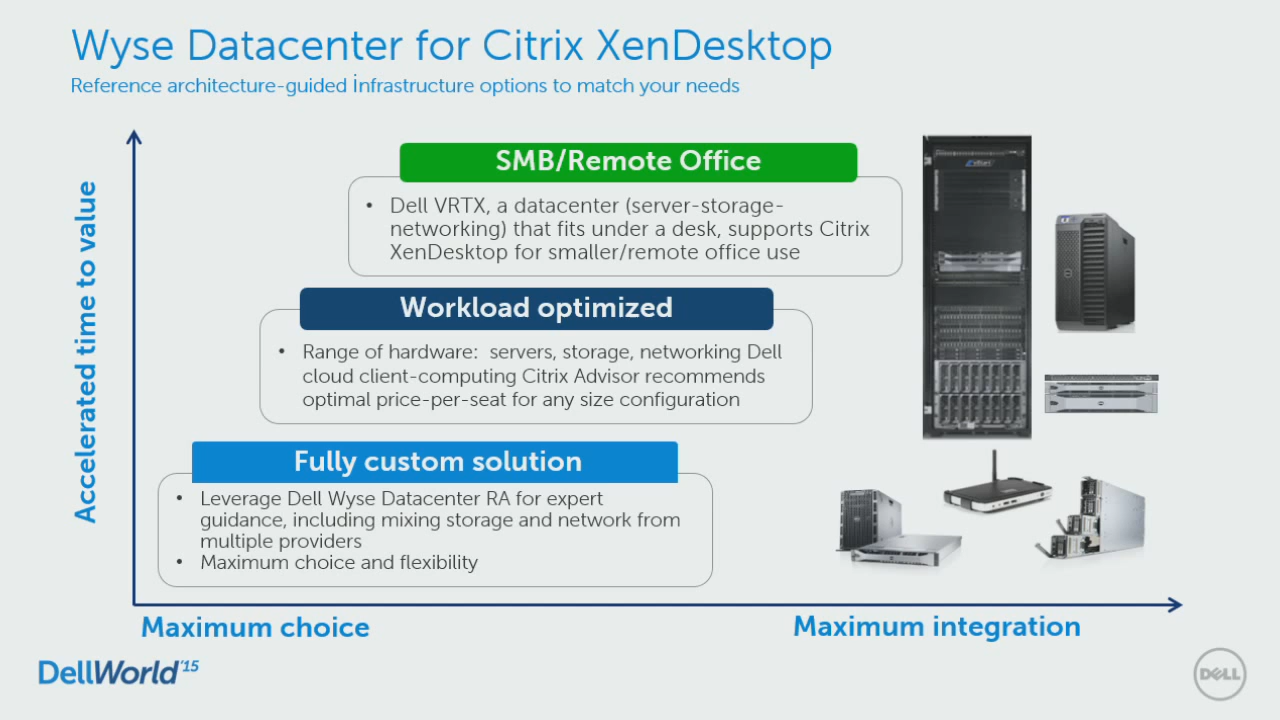 Wyse Datacenter for Citrix XenDesktop
Reference architecture-guided Infrastructure options to match your needs
Accelerated time to value
SMB/Remote Office
• Dell VRTX, a datacenter (server-storage-
networking) that fits under a desk, supports Citrix
XenDesktop for smaller/remote office use
Workload optimized
• Range of hardware: servers, storage, networking Dell
cloud client-computing Citrix Advisor recommends
optimal price-per-seat for any size configuration
Fully custom solution
• Leverage Dell Wyse Datacenter RA for expert
guidance, including mixing storage and network from
multiple providers
• Maximum choice and flexibility
Maximum choice
Maximum integration
DellWorld'15
DELL